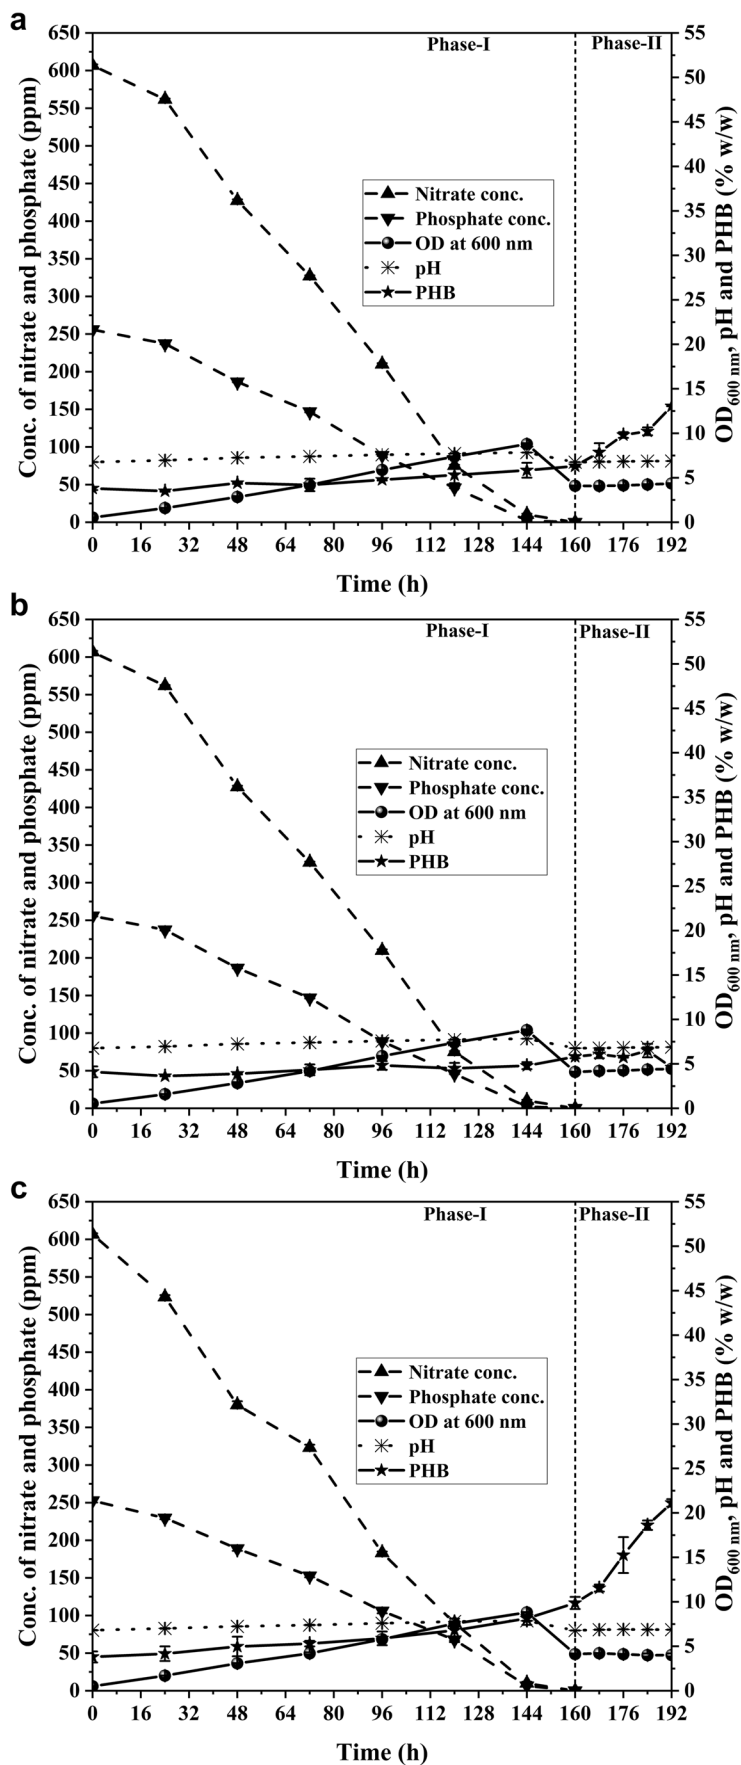 a
Phase-I
Phase-II
Conc. of nitrate and phosphate (ppm)
650
600
550
500
450
400
350
300
250
200
150
100
50
0
Nitrate conc.
Phosphate conc.
OD at 600 nm
pH
PHB
55
50
45
40
35
30
25
20
15
10
5
0
OD600 nm, pH and PHB (% w/w)
0 16 32 48 64 80 96 112 128 144 160 176 192
Time (h)
b
Phase-I
Phase-II
Conc. of nitrate and phosphate (ppm)
650
600
550
500
450
400
350
300
250
200
150
100
50
0
Nitrate conc.
Phosphate conc.
OD at 600 nm
pH
PHB
55
50
45
40
35
30
25
20
15
10
5
0
OD600 nm, pH and PHB (% w/w)
0 16 32 48 64 80 96 112 128 144 160 176 192
Time (h)
c
Phase-I
Phase-II
Conc. of nitrate and phosphate (ppm)
650
600
550
500
450
400
350
300
250
200
150
100
50
0
Nitrate conc.
Phosphate conc.
OD at 600 nm
pH
PHB
55
50
45
40
35
30
25
20
15
10
5
0
OD600 nm, pH and PHB (% w/w)
0 16 32 48 64 80 96 112 128 144 160 176 192
Time (h)